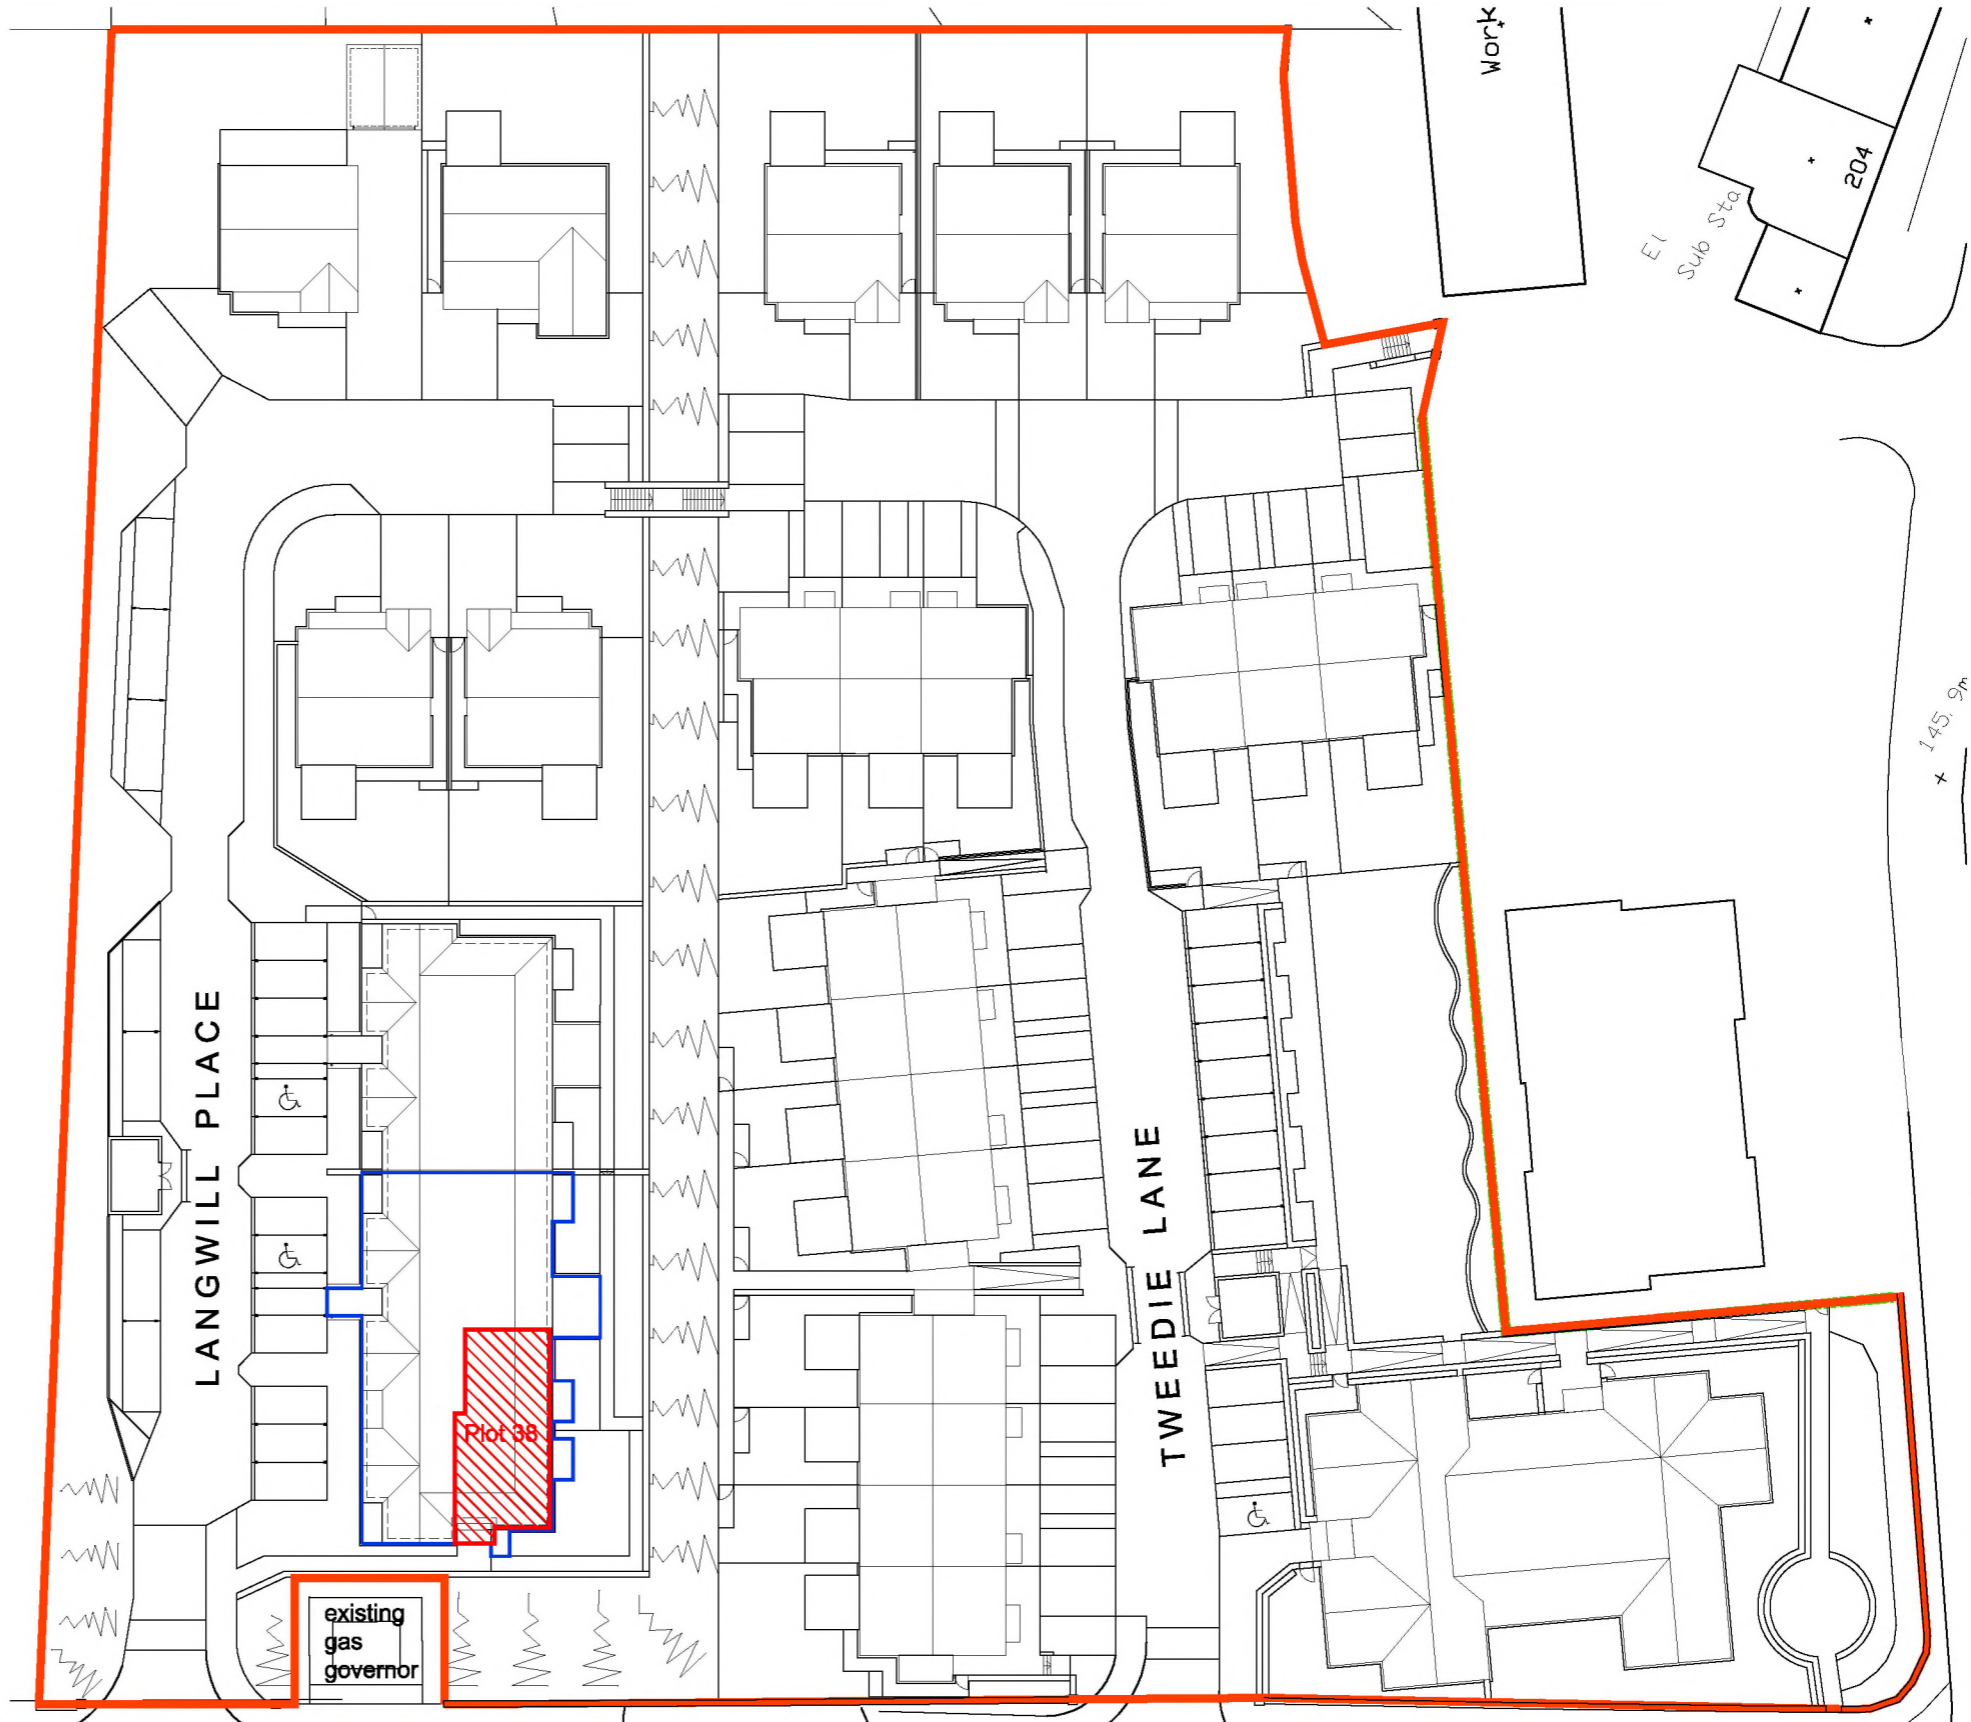 Work
204
El
Sub Sta
145. 9m
LANGWILL PLACE
TWEEDIE LANE
Plot 38
existing
gas
governor